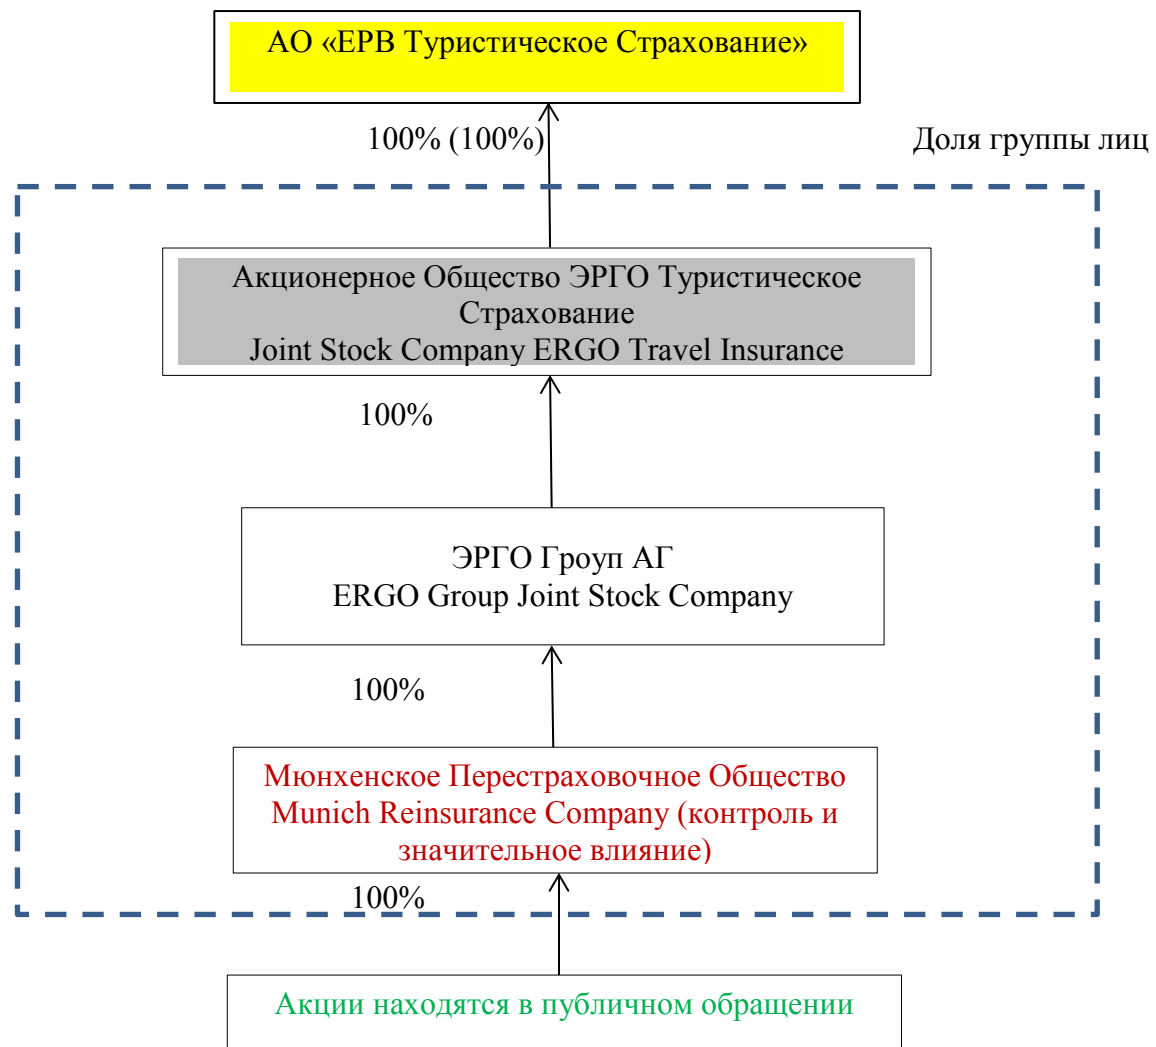 АО «ЕРВ Туристическое Страхование»
100% (100%)
Доля группы лиц
Акционерное Общество ЭРГО Туристическое
Страхование
Joint Stock Company ERGO Travel Insurance
100%
ЭРГО Гроуп АГ
ERGO Group Joint Stock Company
100%
Мюнхенское Перестраховочное Общество
Munich Reinsurance Company (контроль и
значительное влияние)
100%
Акции находятся в публичном обращении